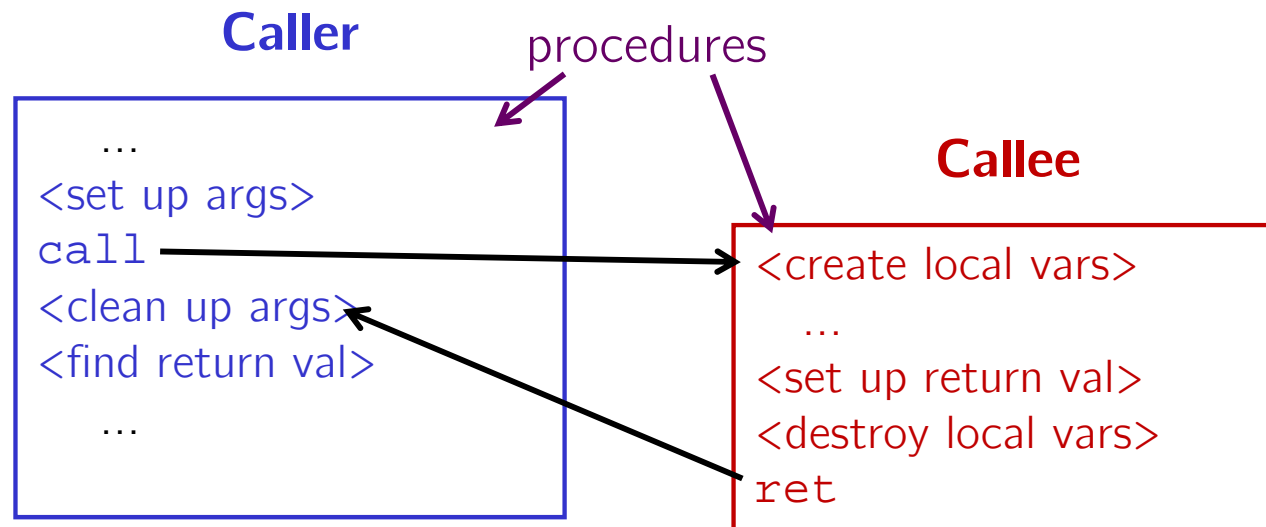 Caller
procedures
...
<set up args>
call
<clean up args>
<find return val>
...
Callee
<create local vars>
...
<set up return val>
<destroy local vars>
ret